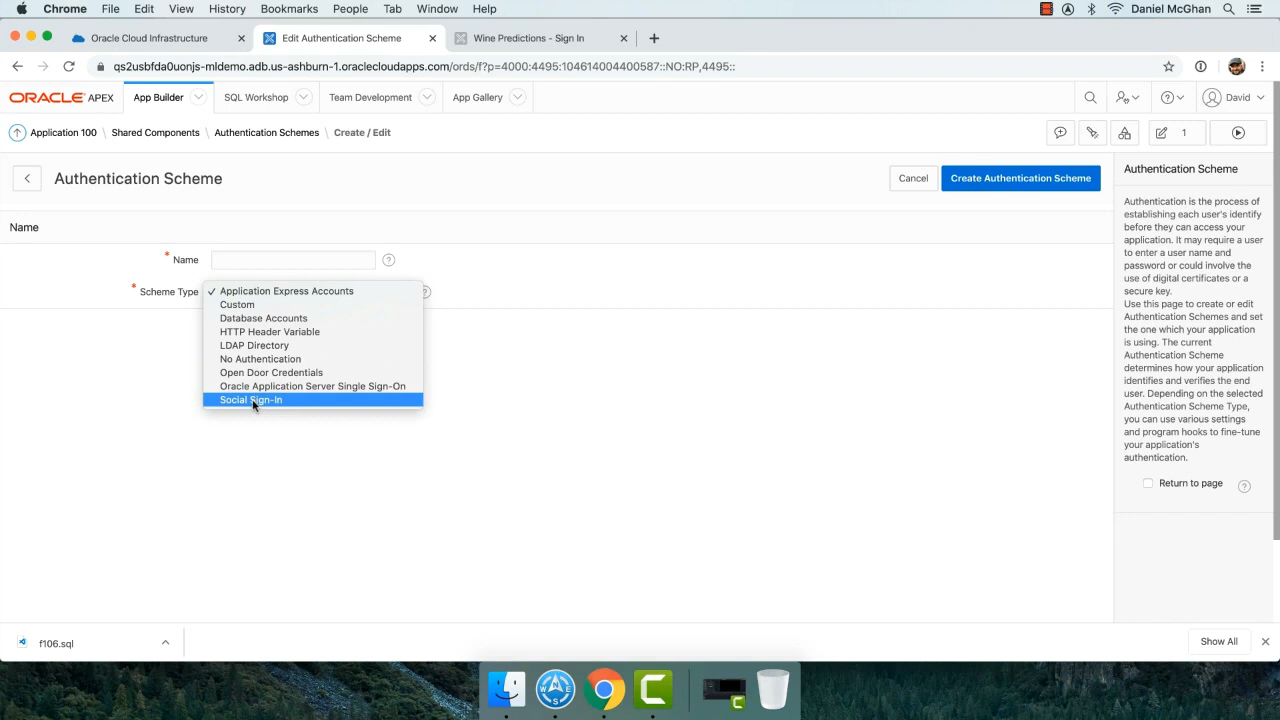 Chrome File Edit View History Bookmarks People Tab Window Help Daniel McGhan
Oracle Cloud Infrastructure Edit Authentication Scheme Wine Predictions - Sign In
qs2usbfda0uonjs-mldemo.adb.us-ashburn-1.oraclecloudapps.com/ords/f?p=4000:4495:104614004400587::NO:RP,4495::
ORACLE APEX App Builder SQL Workshop Team Development App Gallery David
Application 100 \ Shared Components \ Authentication Schemes \ Create / Edit 1
Authentication Scheme Cancel Create Authentication Scheme
Name
* Name
* Scheme Type
Application Express Accounts
Custom
Database Accounts
HTTP Header Variable
LDAP Directory
No Authentication
Open Door Credentials
Oracle Application Server Single Sign-On
Social Sign-In
Authentication Scheme
Authentication is the process of
establishing each user's identify
before they can access your
application. It may require a user
to enter a user name and
password or could involve the
use of digital certificates or a
secure key.
Use this page to create or edit
Authentication Schemes and set
the one which your application
is using. The current
Authentication Scheme
determines how your application
identifies and verifies the end
user. Depending on the selected
Authentication Scheme Type,
you can use various settings
and program hooks to fine-tune
your application's
authentication.
Return to page
f106.sql Show All